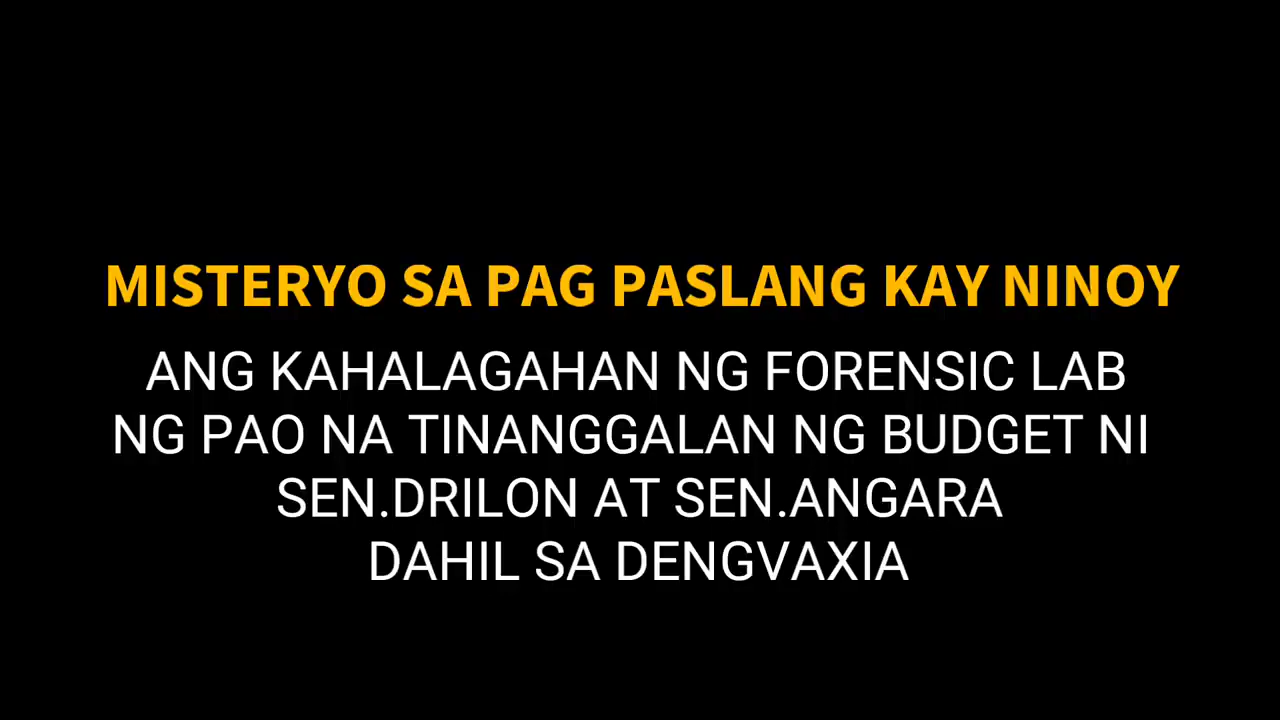 MISTERYO SA PAG PASLANG KAY NINOY
ANG KAHALAGAHAN NG FORENSIC LAB
NG PAO NA TINANGGALAN NG BUDGET NI
SEN.DRILON AT SEN.ANGARA
DAHIL SA DENGVAXIA